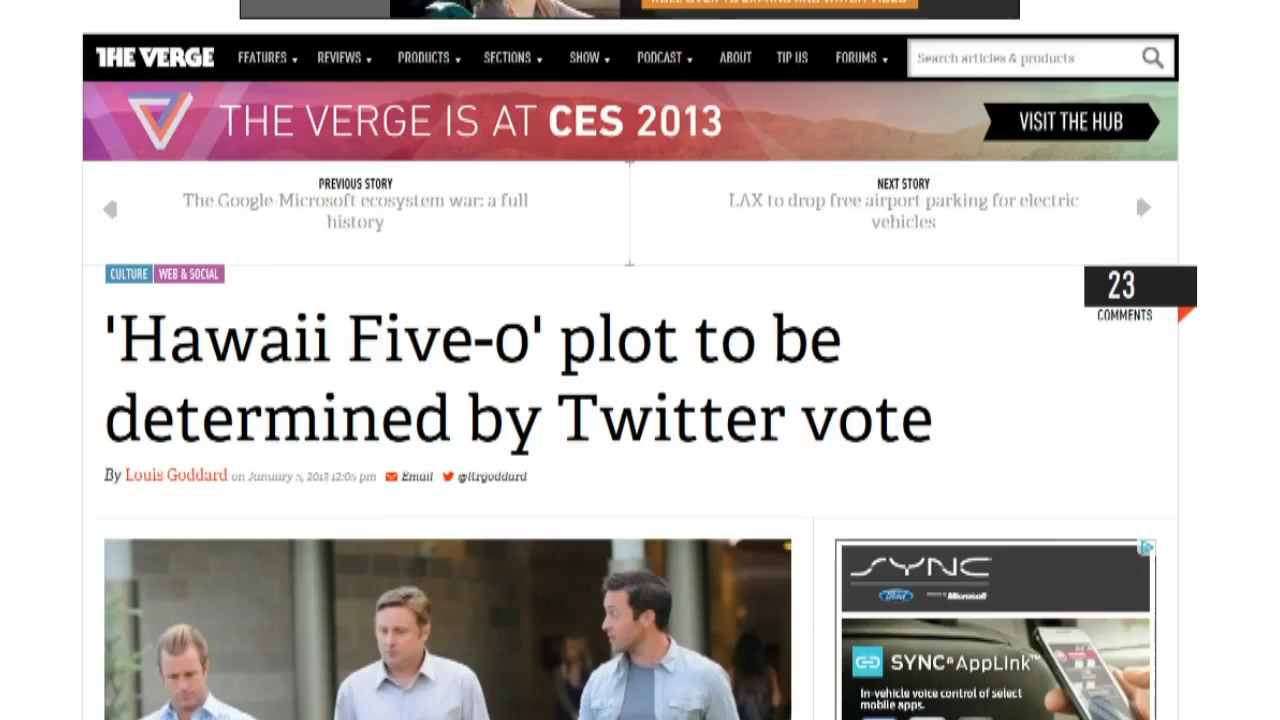 THE VERGE
FEATURES REVIEWS PRODUCTS SECTIONS SHOW PODCAST ABOUT TIP US FORUMS Search articles & products
THE VERGE IS AT CES 2013 VISIT THE HUB
PREVIOUS STORY
The Google-Microsoft ecosystem war: a full
history
NEXT STORY
LAX to drop free airport parking for electric
vehicles
CULTURE WEB & SOCIAL
23
COMMENTS
'Hawaii Five-0' plot to be
determined by Twitter vote
By Louis Goddard on January 5, 2013 12:05 pm Email @ltrgoddard
SYNC
Ford Microsoft
SYNC® AppLink™
In-vehicle voice control of select
mobile apps.